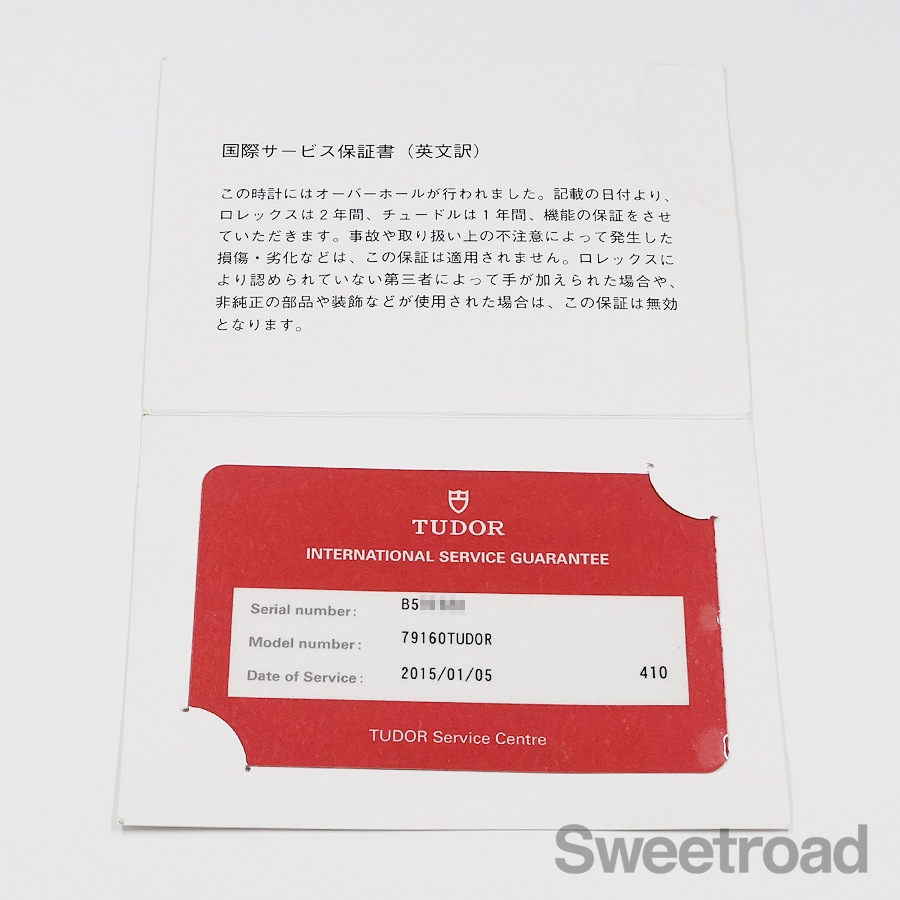 国際サービス保証書（英文訳）
この時計にはオーバーホールが行われました。記載の日付より、
ロレックスは２年間、チュードルは１年間、機能の保証をさせ
ていただきます。事故や取り扱い上の不注意によって発生した
損傷・劣化などは、この保証は適用されません。ロレックスに
より認められていない第三者によって手が加えられた場合や、
非純正の部品や装飾などが使用された場合は、この保証は無効
となります。
TUDOR
INTERNATIONAL SERVICE GUARANTEE
Serial number: B5
Model number: 79160TUDOR
Date of Service: 2015/01/05 410
TUDOR Service Centre
Sweetroad